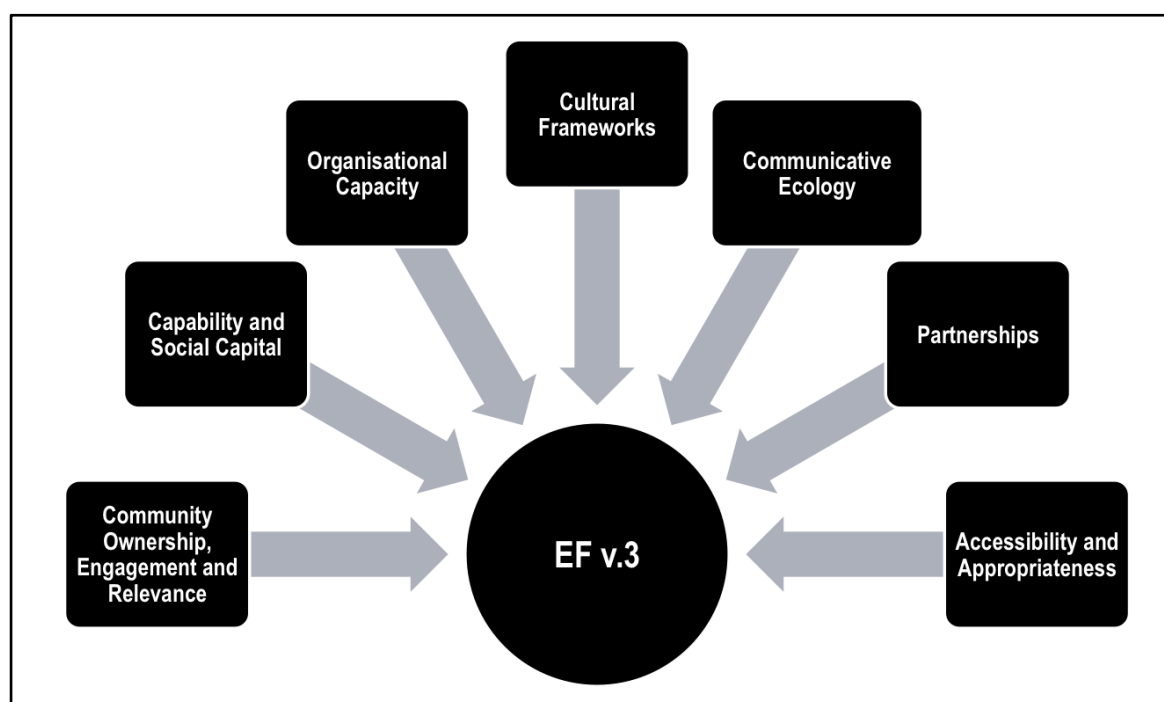 Cultural
Frameworks
Organisational
Capacity
Communicative
Ecology
Capability and
Social Capital
Partnerships
Community
Ownership,
Engagement and
Relevance
EF v.3
Accessibility and
Appropriateness